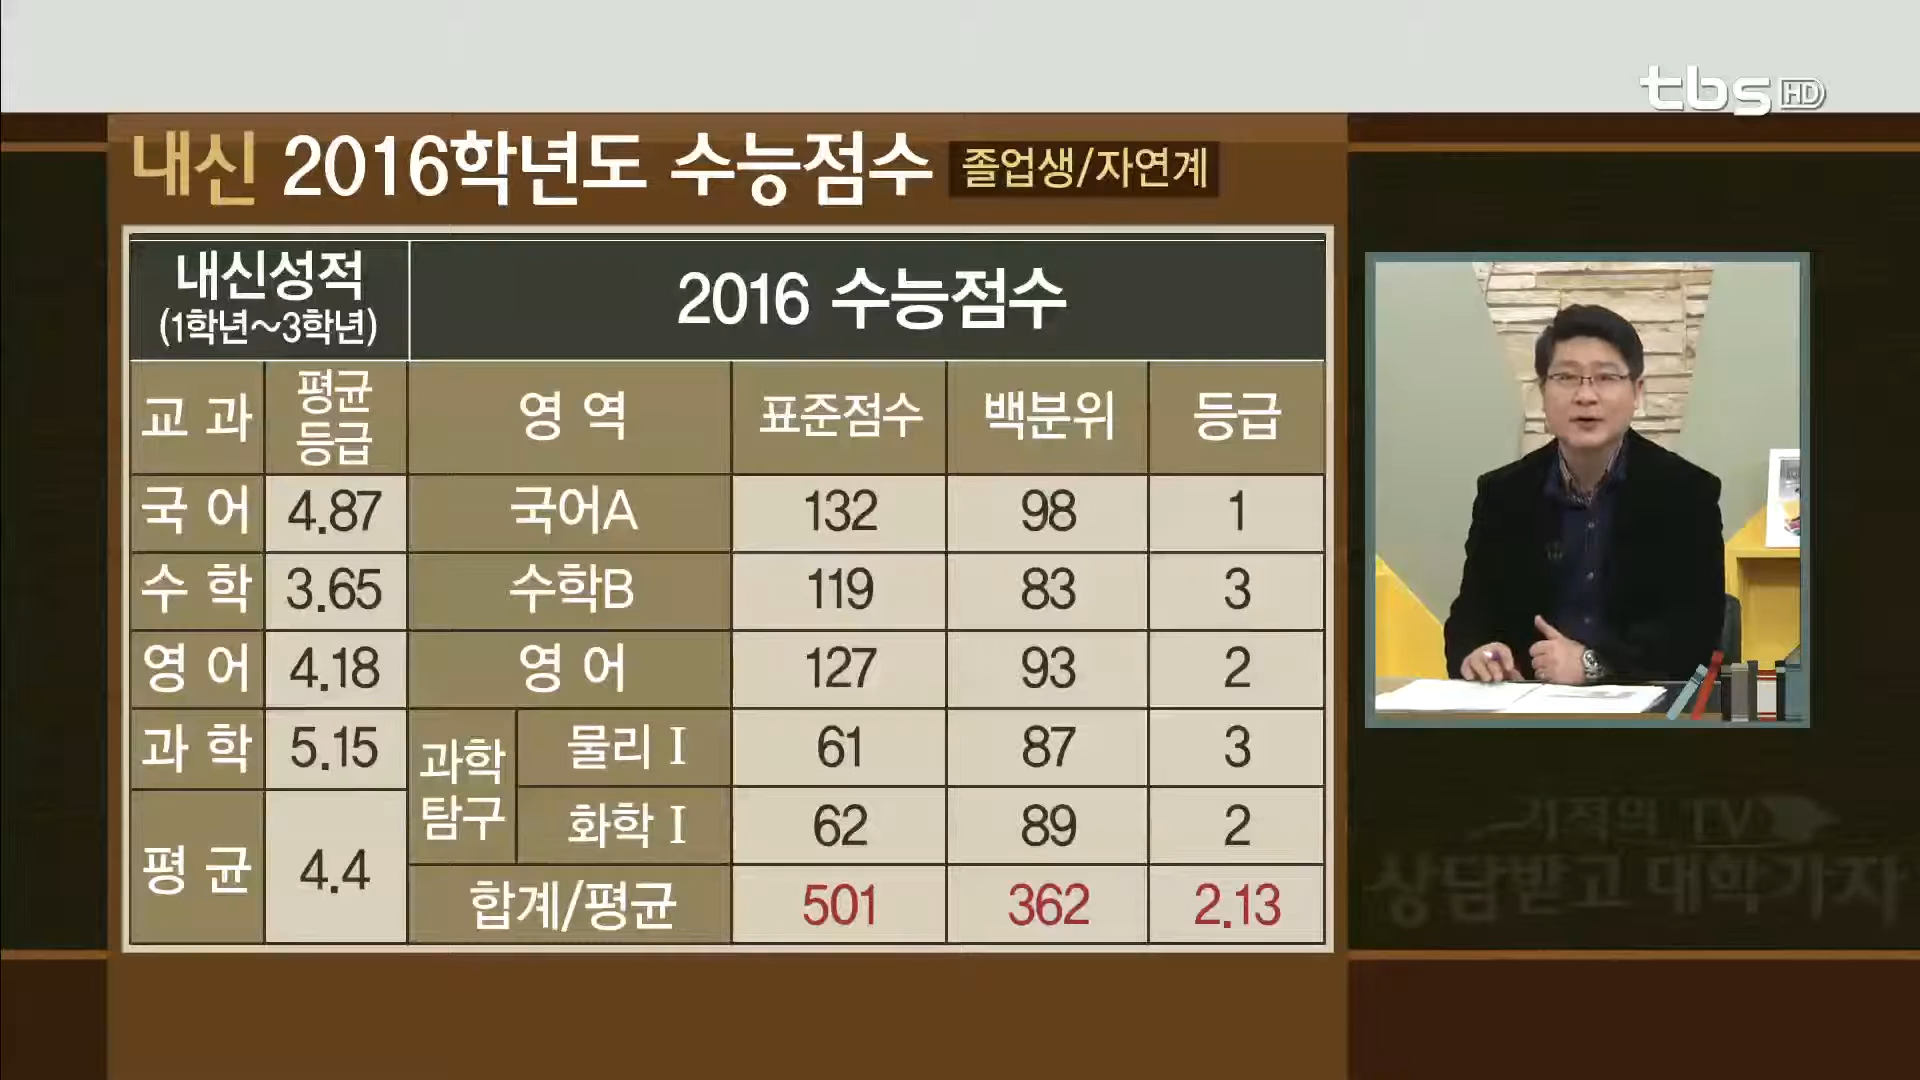 tbs HD
내신 2016학년도 수능점수 졸업생/자연계
내신성적
(1학년~3학년)
2016 수능점수
교 과 평균 등급 영 역 표준점수 백분위 등급
국 어 4.87 국어A 132 98 1
수 학 3.65 수학B 119 83 3
영 어 4.18 영 어 127 93 2
과 학 5.15 과학 탐구 물리 I 61 87 3
화학 I 62 89 2
평 균 4.4 합계/평균 501 362 2.13
기적의 TV
상담받고 대학가자